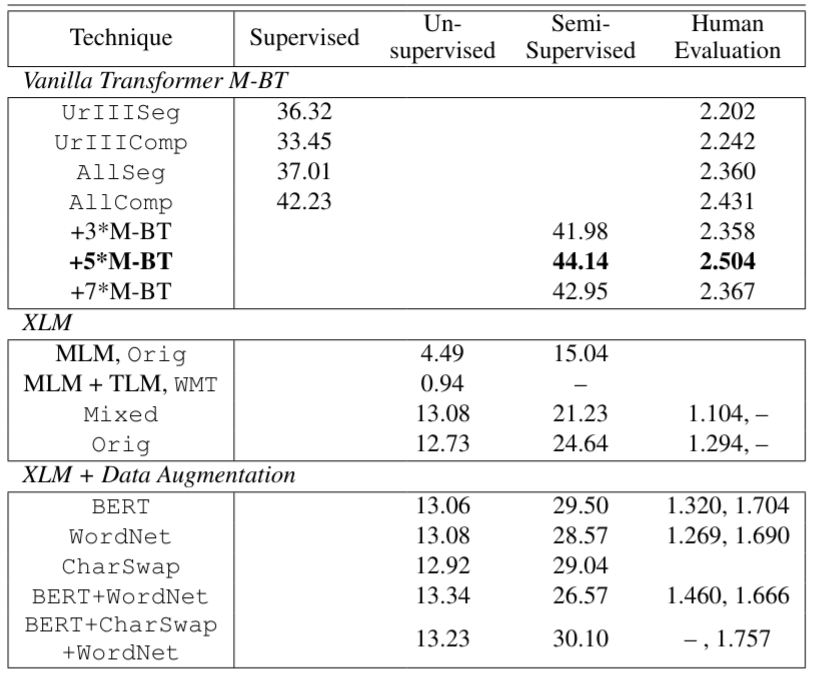 Technique Supervised Un-supervised Semi-Supervised Human Evaluation
Vanilla Transformer M-BT
UrIIISeg 36.32 2.202
UrIIIComp 33.45 2.242
AllSeg 37.01 2.360
AllComp 42.23 2.431
+3*M-BT 41.98 2.358
+5*M-BT 44.14 2.504
+7*M-BT 42.95 2.367
XLM
MLM, Orig 4.49 15.04
MLM + TLM, WMT 0.94 –
Mixed 13.08 21.23 1.104, –
Orig 12.73 24.64 1.294, –
XLM + Data Augmentation
BERT 13.06 29.50 1.320, 1.704
WordNet 13.08 28.57 1.269, 1.690
CharSwap 12.92 29.04
BERT+WordNet 13.34 26.57 1.460, 1.666
BERT+CharSwap
+WordNet 13.23 30.10 – , 1.757